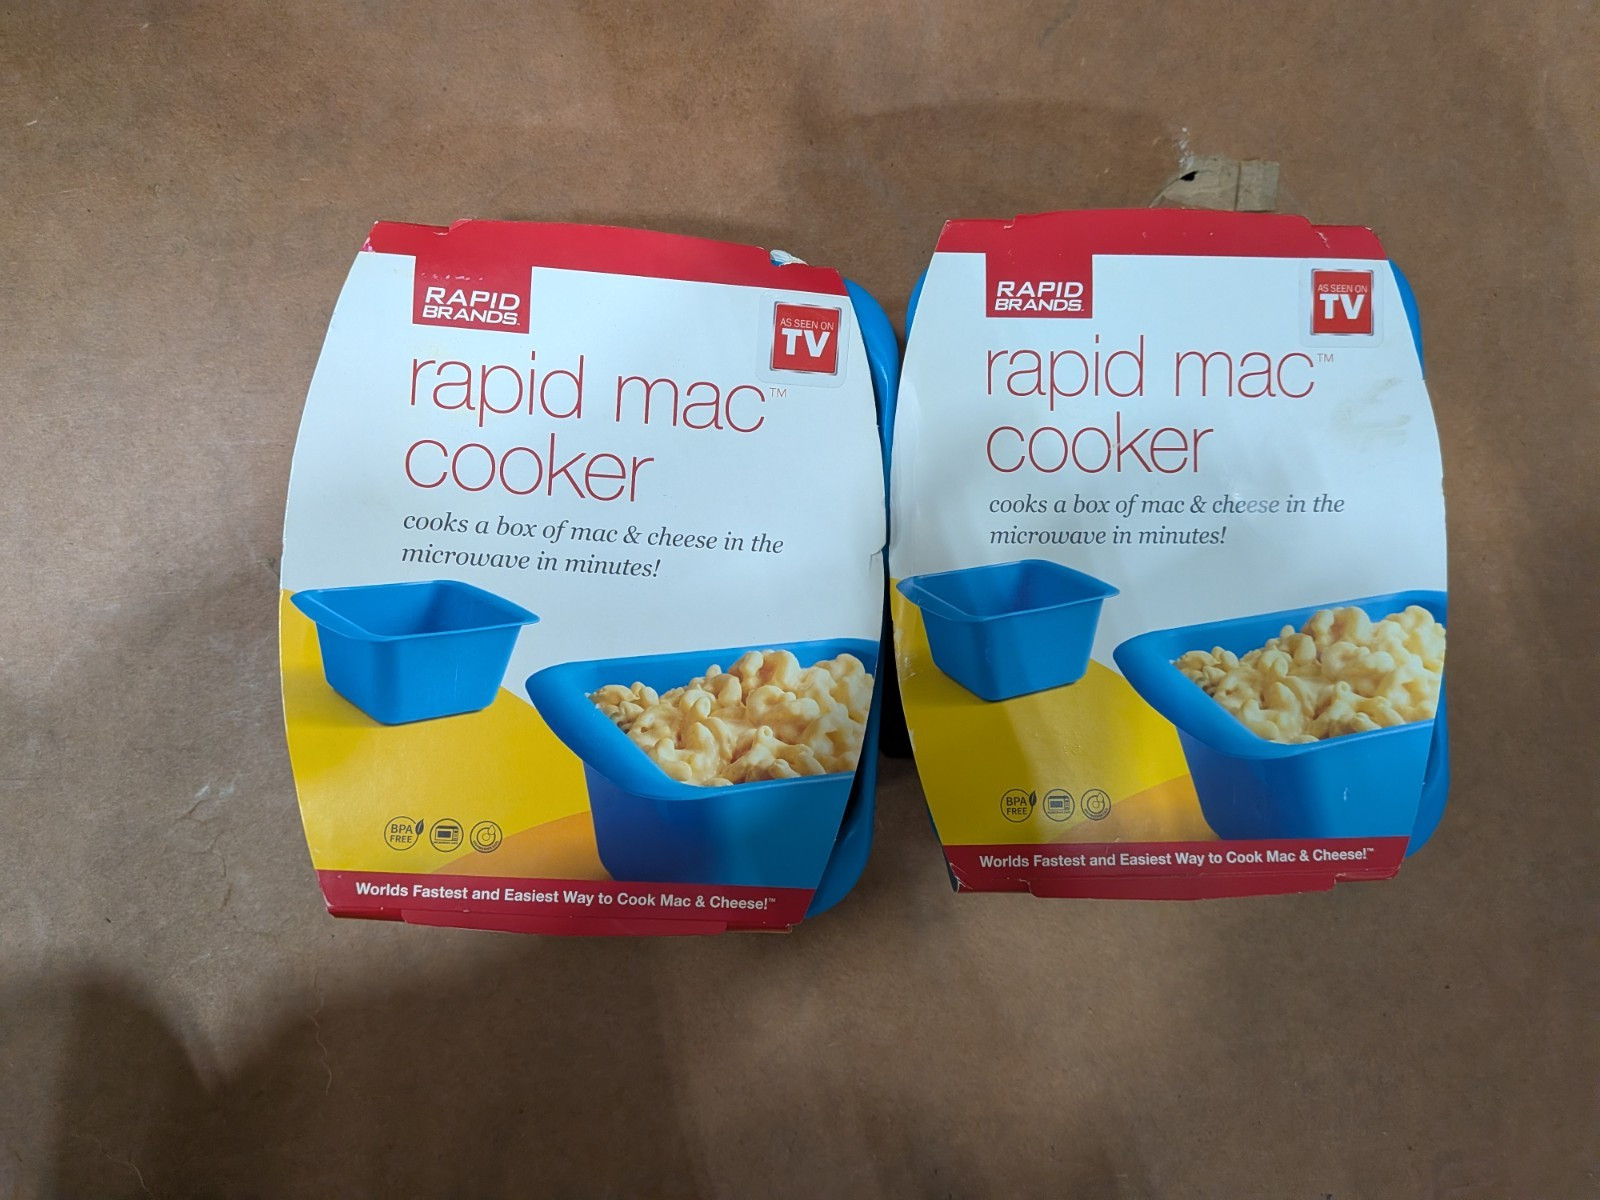 RAPID
BRANDS
AS SEEN ON
TV
rapid mac™
cooker
cooks a box of mac & cheese in the
microwave in minutes!
BPA
FREE
Worlds Fastest and Easiest Way to Cook Mac & Cheese!™
RAPID
BRANDS
AS SEEN ON
TV
rapid mac™
cooker
cooks a box of mac & cheese in the
microwave in minutes!
BPA
FREE
Worlds Fastest and Easiest Way to Cook Mac & Cheese!™